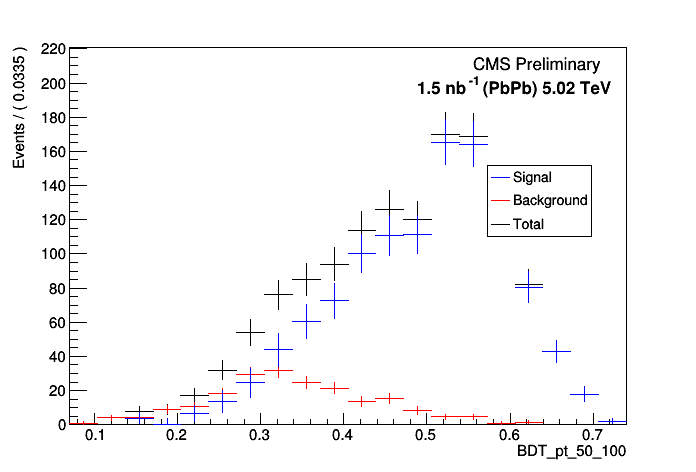 CMS Preliminary
1.5 nb-1 (PbPb) 5.02 TeV
Events / ( 0.0335 )
220
200
180
160
140
120
100
80
60
40
20
0
Signal
Background
Total
0.1 0.2 0.3 0.4 0.5 0.6 0.7
BDT_pt_50_100